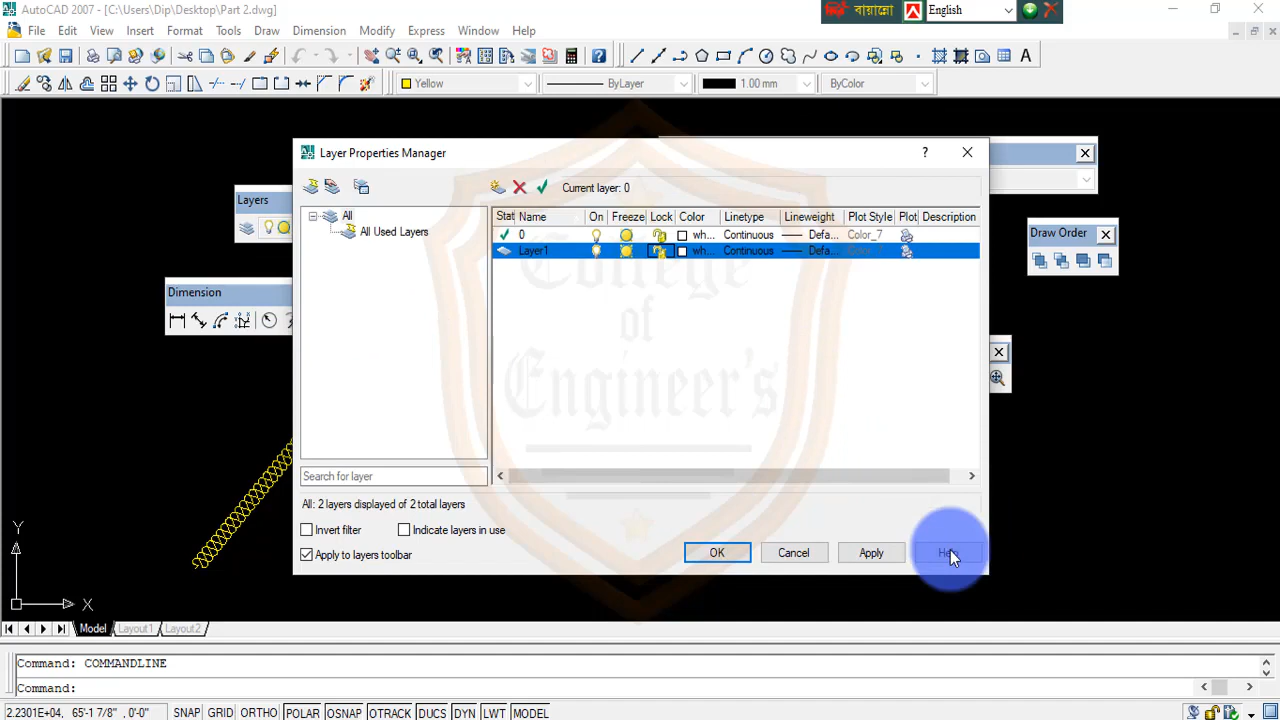 AutoCAD 2007 - [C:\Users\Dip\Desktop\Part 2.dwg]
বায়ান্নো English
File Edit View Insert Format Tools Draw Dimension Modify Express Window Help
A
Yellow ByLayer 1.00 mm ByColor
Layer Properties Manager ?
Layers
Current layer: 0
All
All Used Layers
Stat Name On Freeze Lock Color Linetype Lineweight Plot Style Plot Description
0 wh... Continuous Defa... Color_7
Layer1 wh... Continuous Defa...
Draw Order
Dimension
College
of
Engineer's
Search for layer
All: 2 layers displayed of 2 total layers
Invert filter Indicate layers in use
Apply to layers toolbar
OK Cancel Apply Help
Y
X
Model Layout1 Layout2
Command: COMMANDLINE
Command:
2.2301E+04, 65'-1 7/8" ,0'-0" SNAP GRID ORTHO POLAR OSNAP OTRACK DUCS DYN LWT MODEL